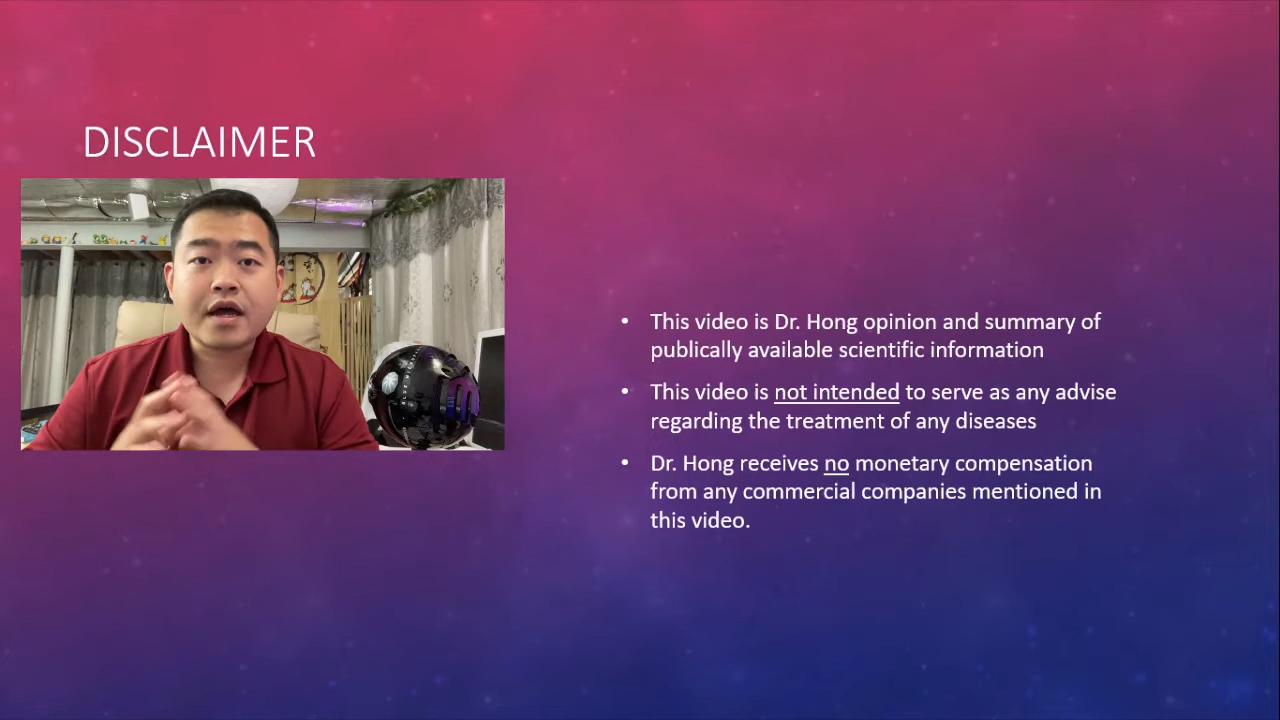 DISCLAIMER
• This video is Dr. Hong opinion and summary of
publically available scientific information
• This video is not intended to serve as any advise
regarding the treatment of any diseases
• Dr. Hong receives no monetary compensation
from any commercial companies mentioned in
this video.